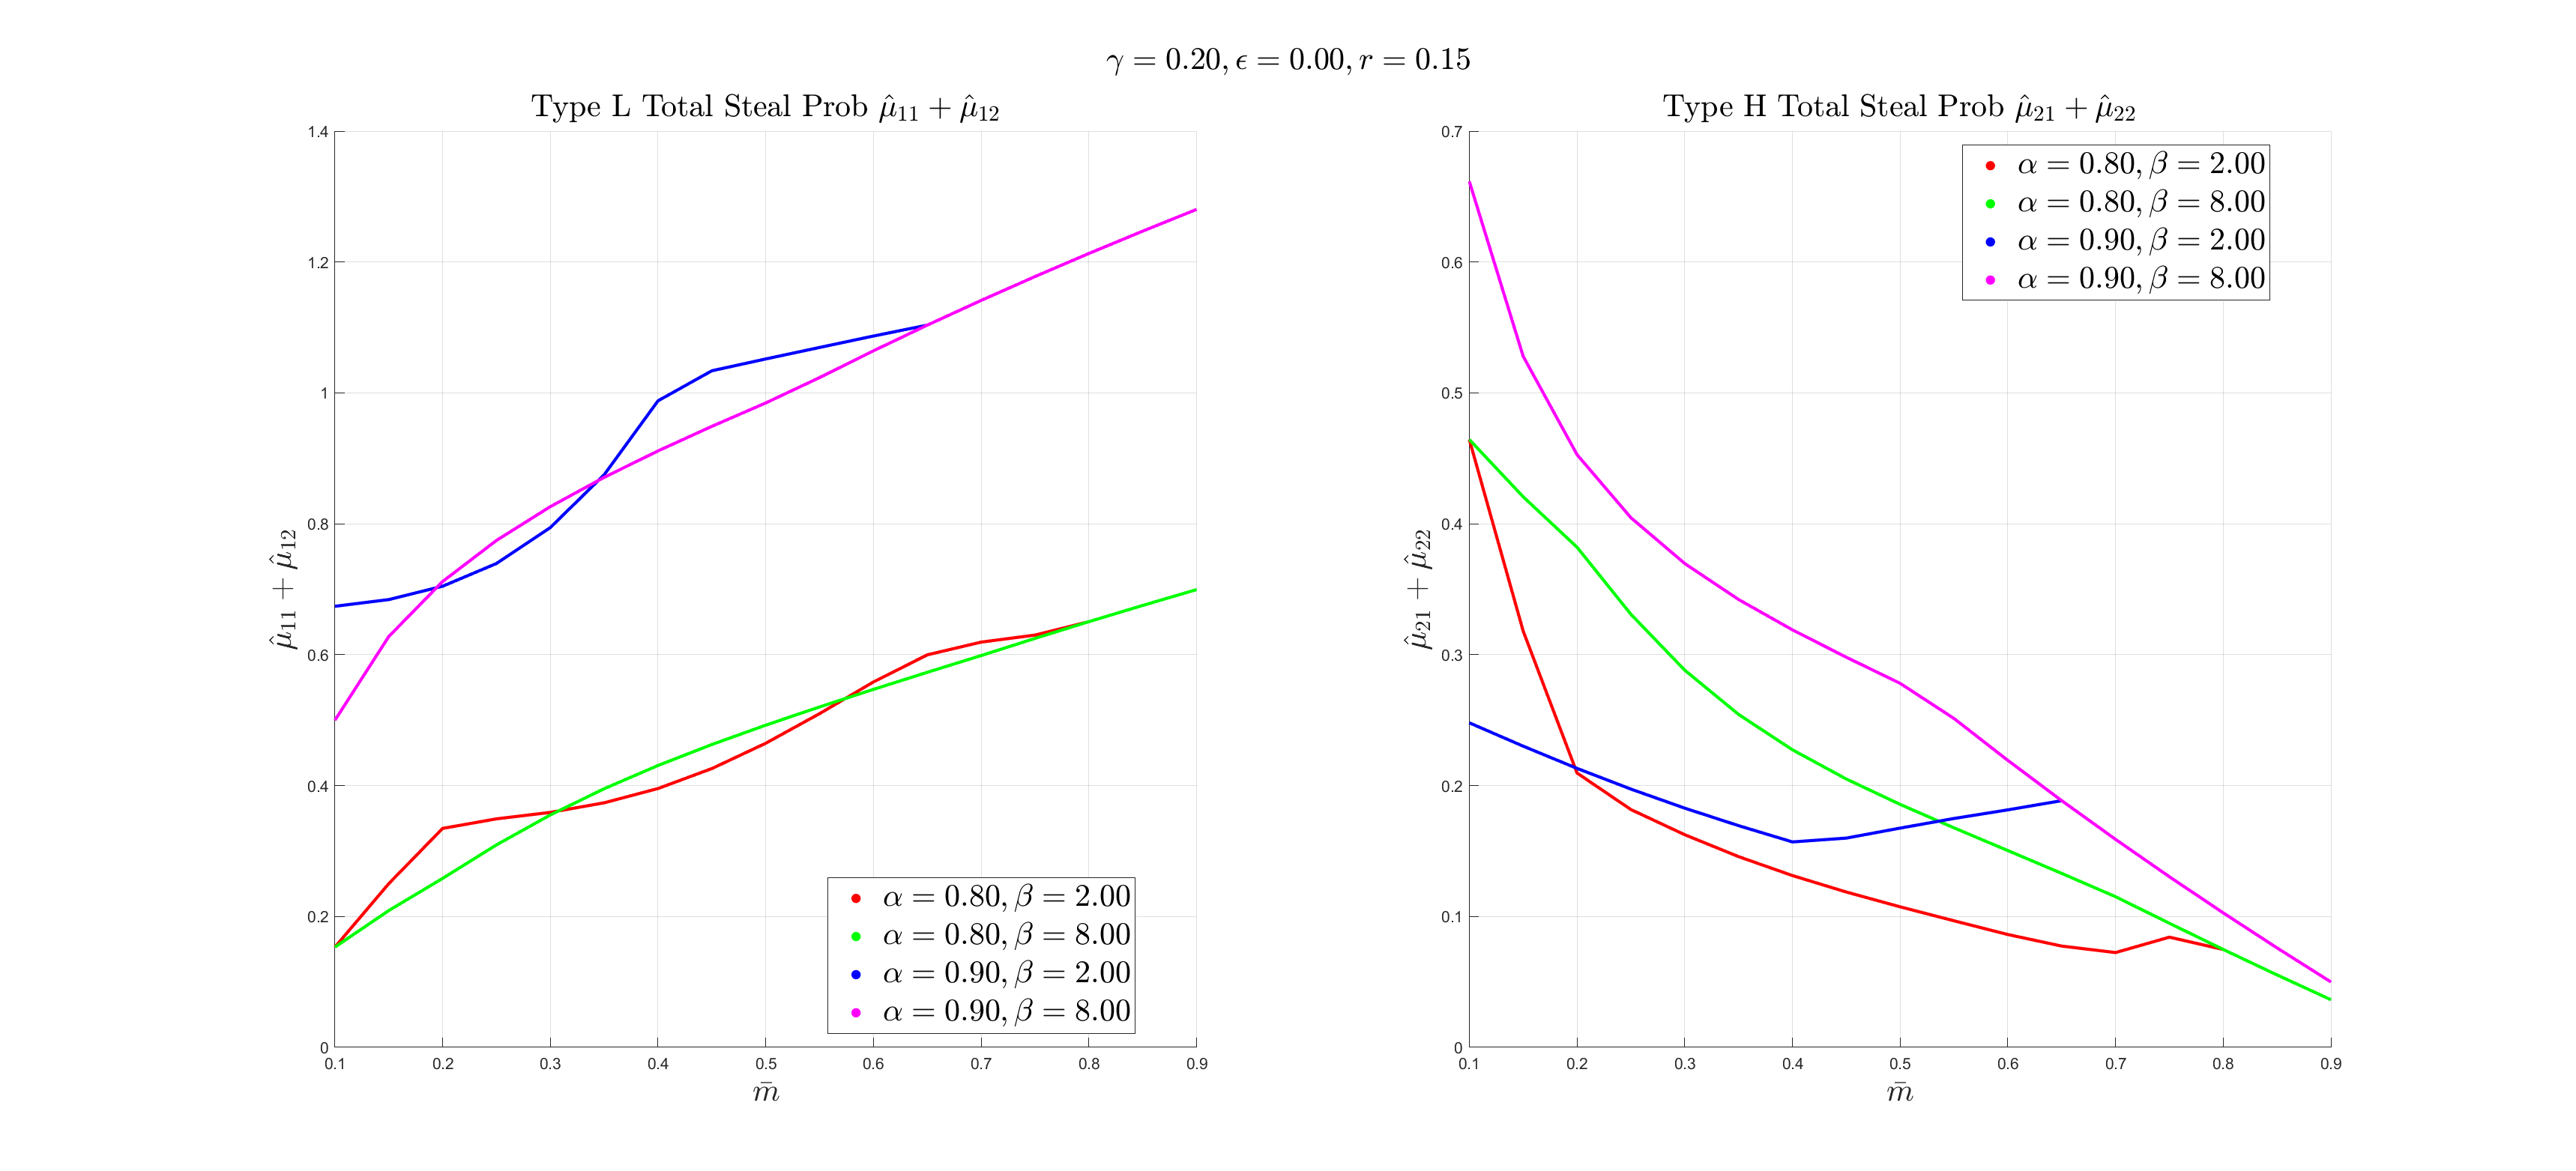 γ = 0.20, ϵ = 0.00, r = 0.15
Type L Total Steal Prob μ̂₁₁ + μ̂₁₂
1.4
1.2
1
0.8
0.6
0.4
0.2
0
μ̂₁₁ + μ̂₁₂
α = 0.80, β = 2.00
α = 0.80, β = 8.00
α = 0.90, β = 2.00
α = 0.90, β = 8.00
0.1 0.2 0.3 0.4 0.5 0.6 0.7 0.8 0.9
m̄
Type H Total Steal Prob μ̂₂₁ + μ̂₂₂
0.7
0.6
0.5
0.4
0.3
0.2
0.1
0
μ̂₂₁ + μ̂₂₂
α = 0.80, β = 2.00
α = 0.80, β = 8.00
α = 0.90, β = 2.00
α = 0.90, β = 8.00
0.1 0.2 0.3 0.4 0.5 0.6 0.7 0.8 0.9
m̄